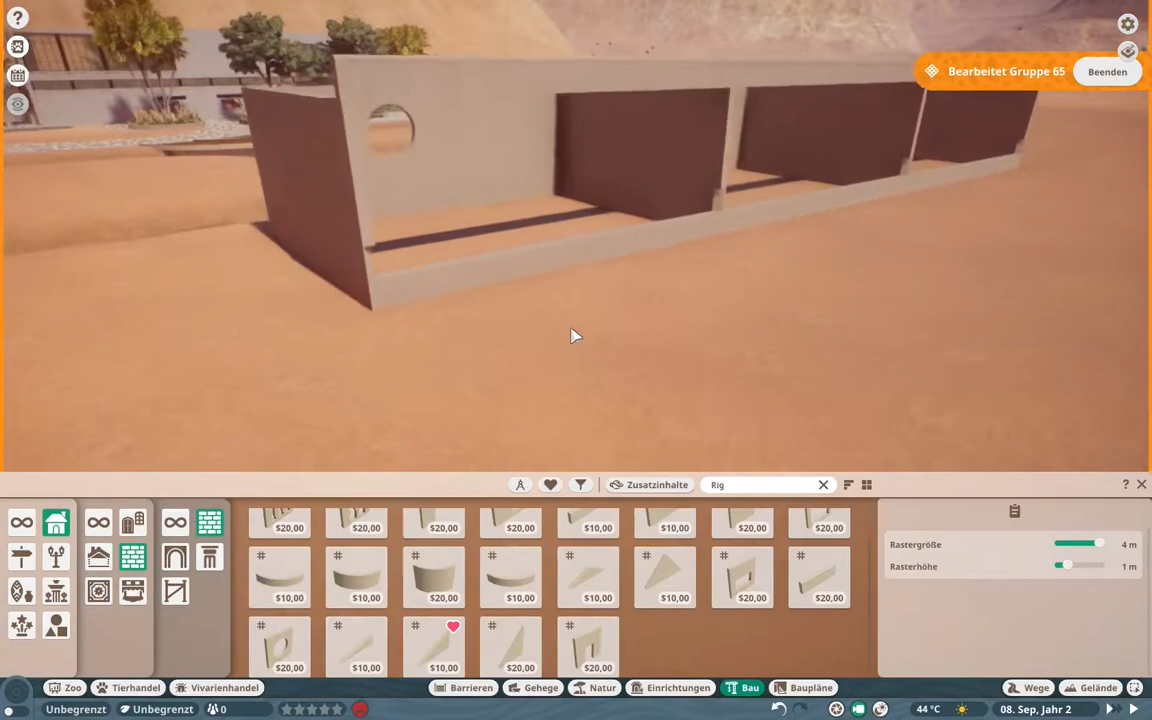 ?
Bearbeitet Gruppe 65
Beenden
Zusatzinhalte
Rig
?
$20,00
$20,00
$20,00
$20,00
$10,00
$10,00
$20,00
$20,00
Rastergröße
4 m
Rasterhöhe
1 m
$10,00
$10,00
$20,00
$10,00
$10,00
$10,00
$20,00
$20,00
$20,00
$10,00
$10,00
$20,00
$20,00
Zoo
Tierhandel
Vivarienhandel
Barrieren
Gehege
Natur
Einrichtungen
Bau
Baupläne
Wege
Gelände
Unbegrenzt
Unbegrenzt
0
44 °C
08. Sep, Jahr 2